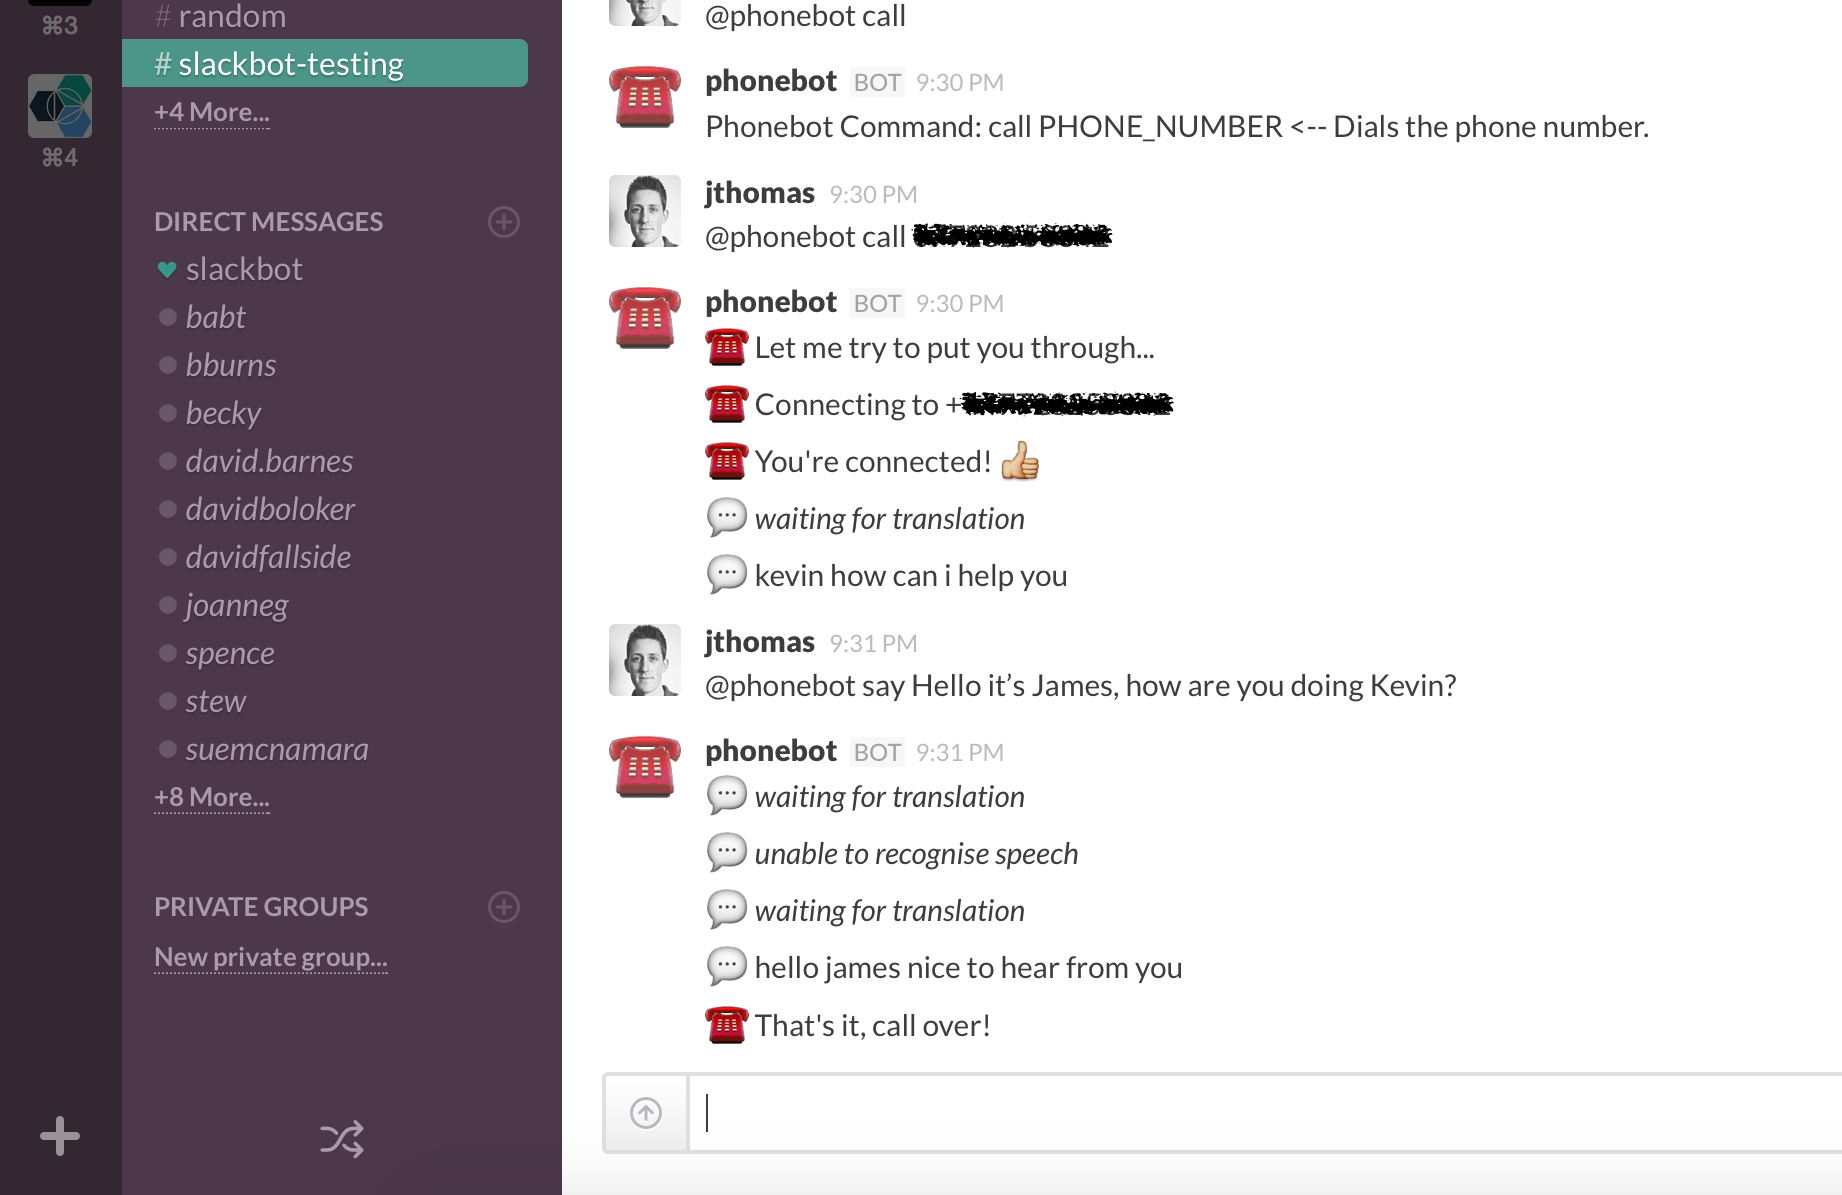 ⌘3
⌘4
# random
# slackbot-testing
+4 More...
DIRECT MESSAGES
slackbot
babt
bburns
becky
david.barnes
davidboloker
davidfallside
joanneg
spence
stew
suemcnamara
+8 More...
PRIVATE GROUPS
New private group...
@phonebot call
phonebot BOT 9:30 PM
Phonebot Command: call PHONE_NUMBER <-- Dials the phone number.
jthomas 9:30 PM
@phonebot call
phonebot BOT 9:30 PM
Let me try to put you through...
Connecting to +
You're connected!
waiting for translation
kevin how can i help you
jthomas 9:31 PM
@phonebot say Hello it’s James, how are you doing Kevin?
phonebot BOT 9:31 PM
waiting for translation
unable to recognise speech
waiting for translation
hello james nice to hear from you
That's it, call over!